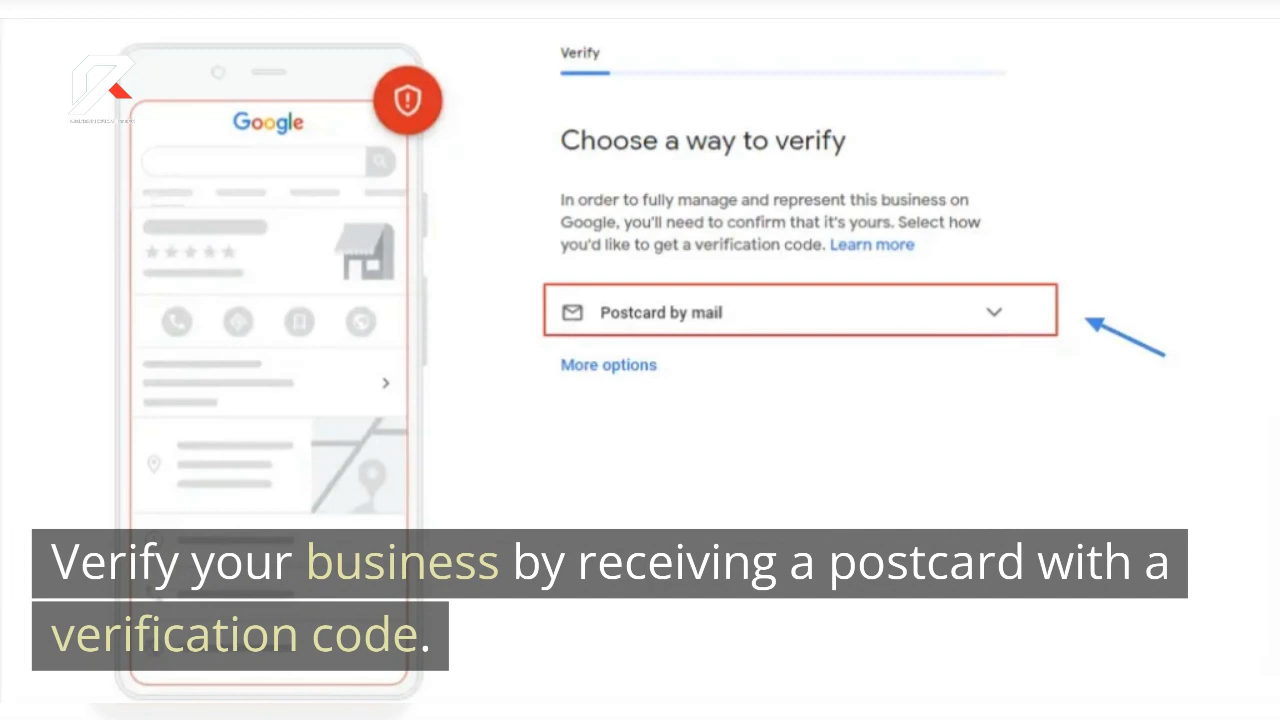 Google
Verify
Choose a way to verify
In order to fully manage and represent this business on
Google, you'll need to confirm that it's yours. Select how
you'd like to get a verification code. Learn more
Postcard by mail
More options
Verify your business by receiving a postcard with a
verification code.